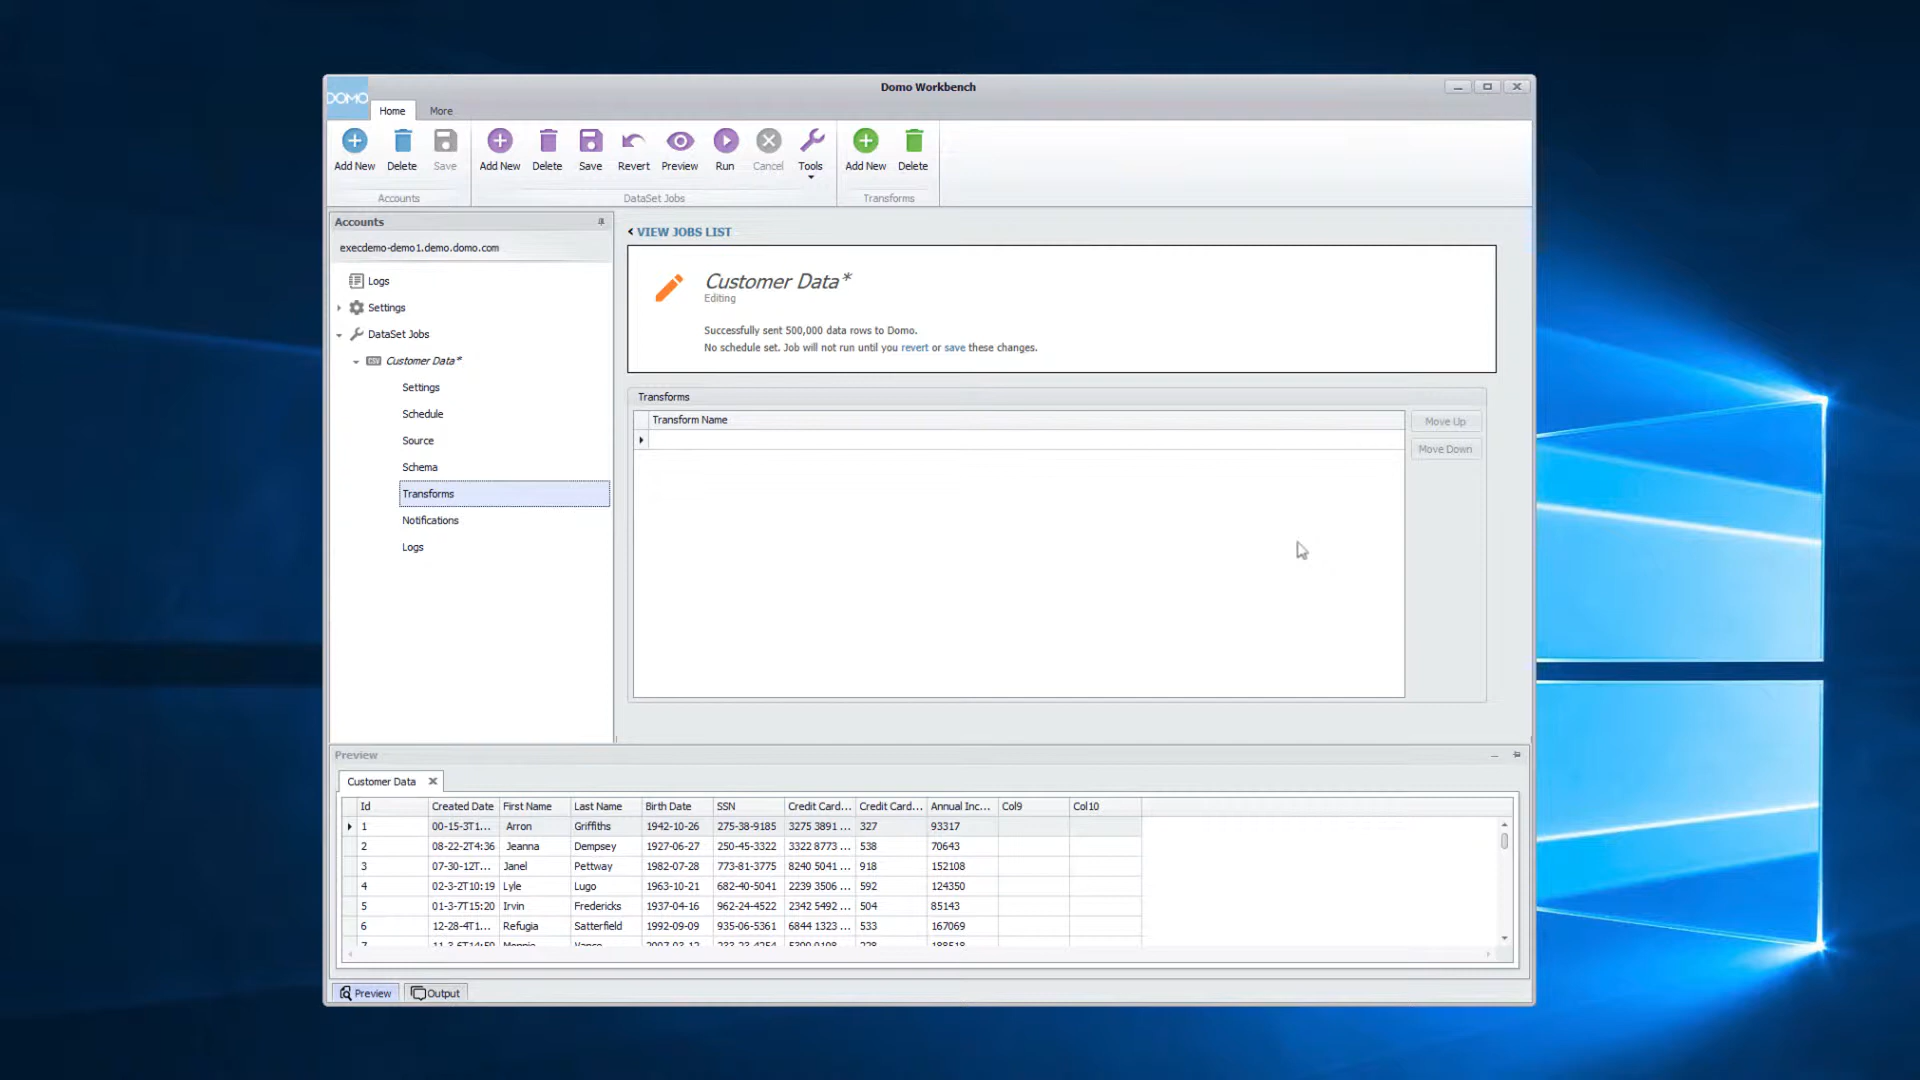 Domo Workbench
DOMO
Home More
Add New Delete Save Add New Delete Save Revert Preview Run Cancel Tools Add New Delete
Accounts DataSet Jobs Transforms
Accounts
execdemo-demo1.demo.domo.com
Logs
Settings
DataSet Jobs
CSV Customer Data*
Settings
Schedule
Source
Schema
Transforms
Notifications
Logs
VIEW JOBS LIST
Customer Data*
Editing
Successfully sent 500,000 data rows to Domo.
No schedule set. Job will not run until you revert or save these changes.
Transforms
Transform Name
Move Up
Move Down
Preview
Customer Data
Id Created Date First Name Last Name Birth Date SSN Credit Card... Credit Card... Annual Inc... Col9 Col10
1 00-15-3T1... Arron Griffiths 1942-10-26 275-38-9185 3275 3891 ... 327 93317
2 08-22-2T4:36 Jeanna Dempsey 1927-06-27 250-45-3322 3322 8773 ... 538 70643
3 07-30-12T... Janel Pettway 1982-07-28 773-81-3775 8240 5041 ... 918 152108
4 02-3-2T10:19 Lyle Lugo 1963-10-21 682-40-5041 2239 3506 ... 592 124350
5 01-3-7T15:20 Irvin Fredericks 1937-04-16 962-24-4522 2342 5492 ... 504 85143
6 12-28-4T1... Refugia Satterfield 1992-09-09 935-06-5361 6844 1323 ... 533 167069
7
Preview Output